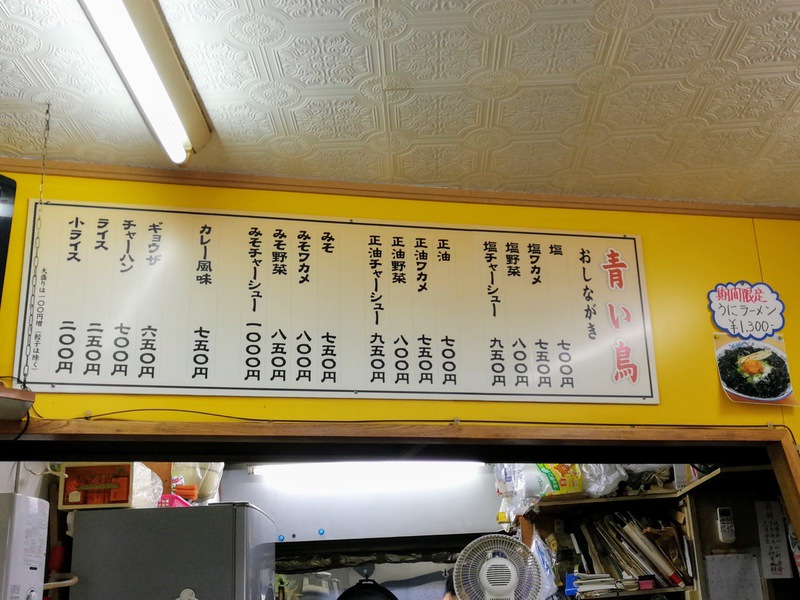 青い鳥
おしながき
塩 七〇〇円
塩ワカメ 七五〇円
塩野菜 八〇〇円
塩チャーシュー 九五〇円
正油 七〇〇円
正油ワカメ 七五〇円
正油野菜 八〇〇円
正油チャーシュー 九五〇円
みそ 七五〇円
みそワカメ 八〇〇円
みそ野菜 八五〇円
みそチャーシュー 一〇〇〇円
カレー風味 七五〇円
ギョウザ 六五〇円
チャーハン 七〇〇円
ライス 二五〇円
小ライス 二〇〇円
大盛りは一〇〇円増(餃子は除く)
期間限定
うにラーメン
¥1,300-